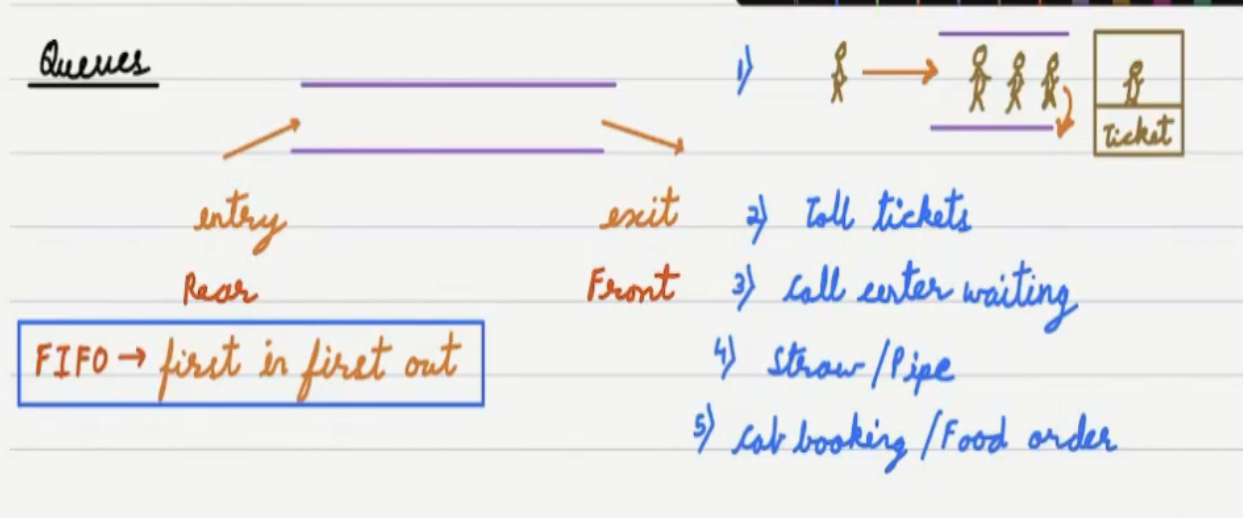 Queues
entry
exit
Rear
Front
FIFO → first in first out
1)
Ticket
2) Toll tickets
3) Call center waiting
4) Straw/Pipe
5) Cab booking/Food order